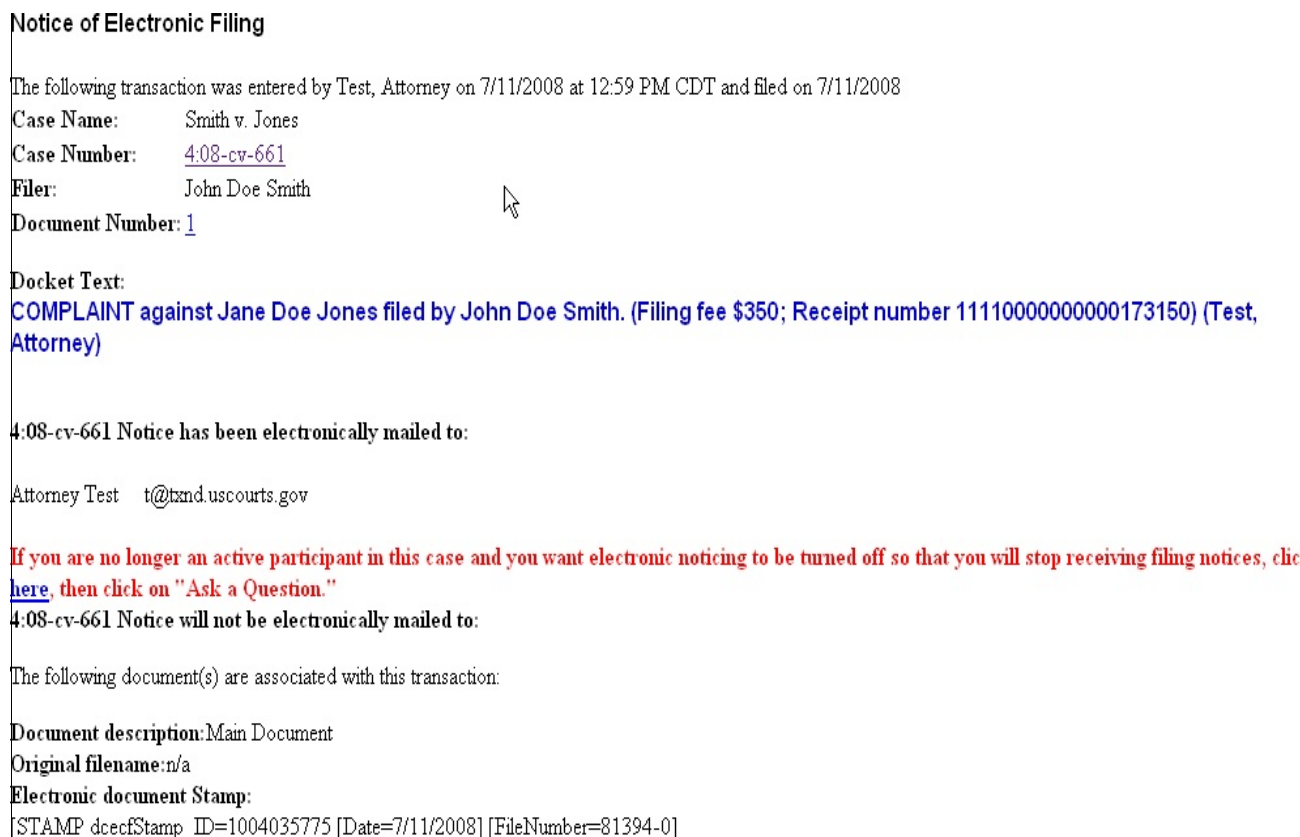 Notice of Electronic Filing
The following transaction was entered by Test, Attorney on 7/11/2008 at 12:59 PM CDT and filed on 7/11/2008
Case Name: Smith v. Jones
Case Number: 4:08-cv-661
Filer: John Doe Smith
Document Number: 1
Docket Text:
COMPLAINT against Jane Doe Jones filed by John Doe Smith. (Filing fee $350; Receipt number 11110000000000173150) (Test,
Attorney)
4:08-cv-661 Notice has been electronically mailed to:
Attorney Test t@txnd.uscourts.gov
If you are no longer an active participant in this case and you want electronic noticing to be turned off so that you will stop receiving filing notices, clic
here, then click on "Ask a Question."
4:08-cv-661 Notice will not be electronically mailed to:
The following document(s) are associated with this transaction:
Document description:Main Document
Original filename:n/a
Electronic document Stamp:
[STAMP dcecfStamp_ID=1004035775 [Date=7/11/2008] [FileNumber=81394-0]